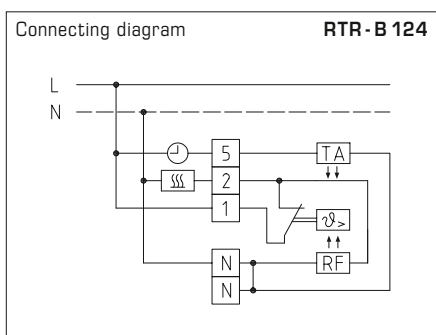 Connecting diagram RTR-B 124
L
N
5 TA
2
1 ϑ>
N RF
N